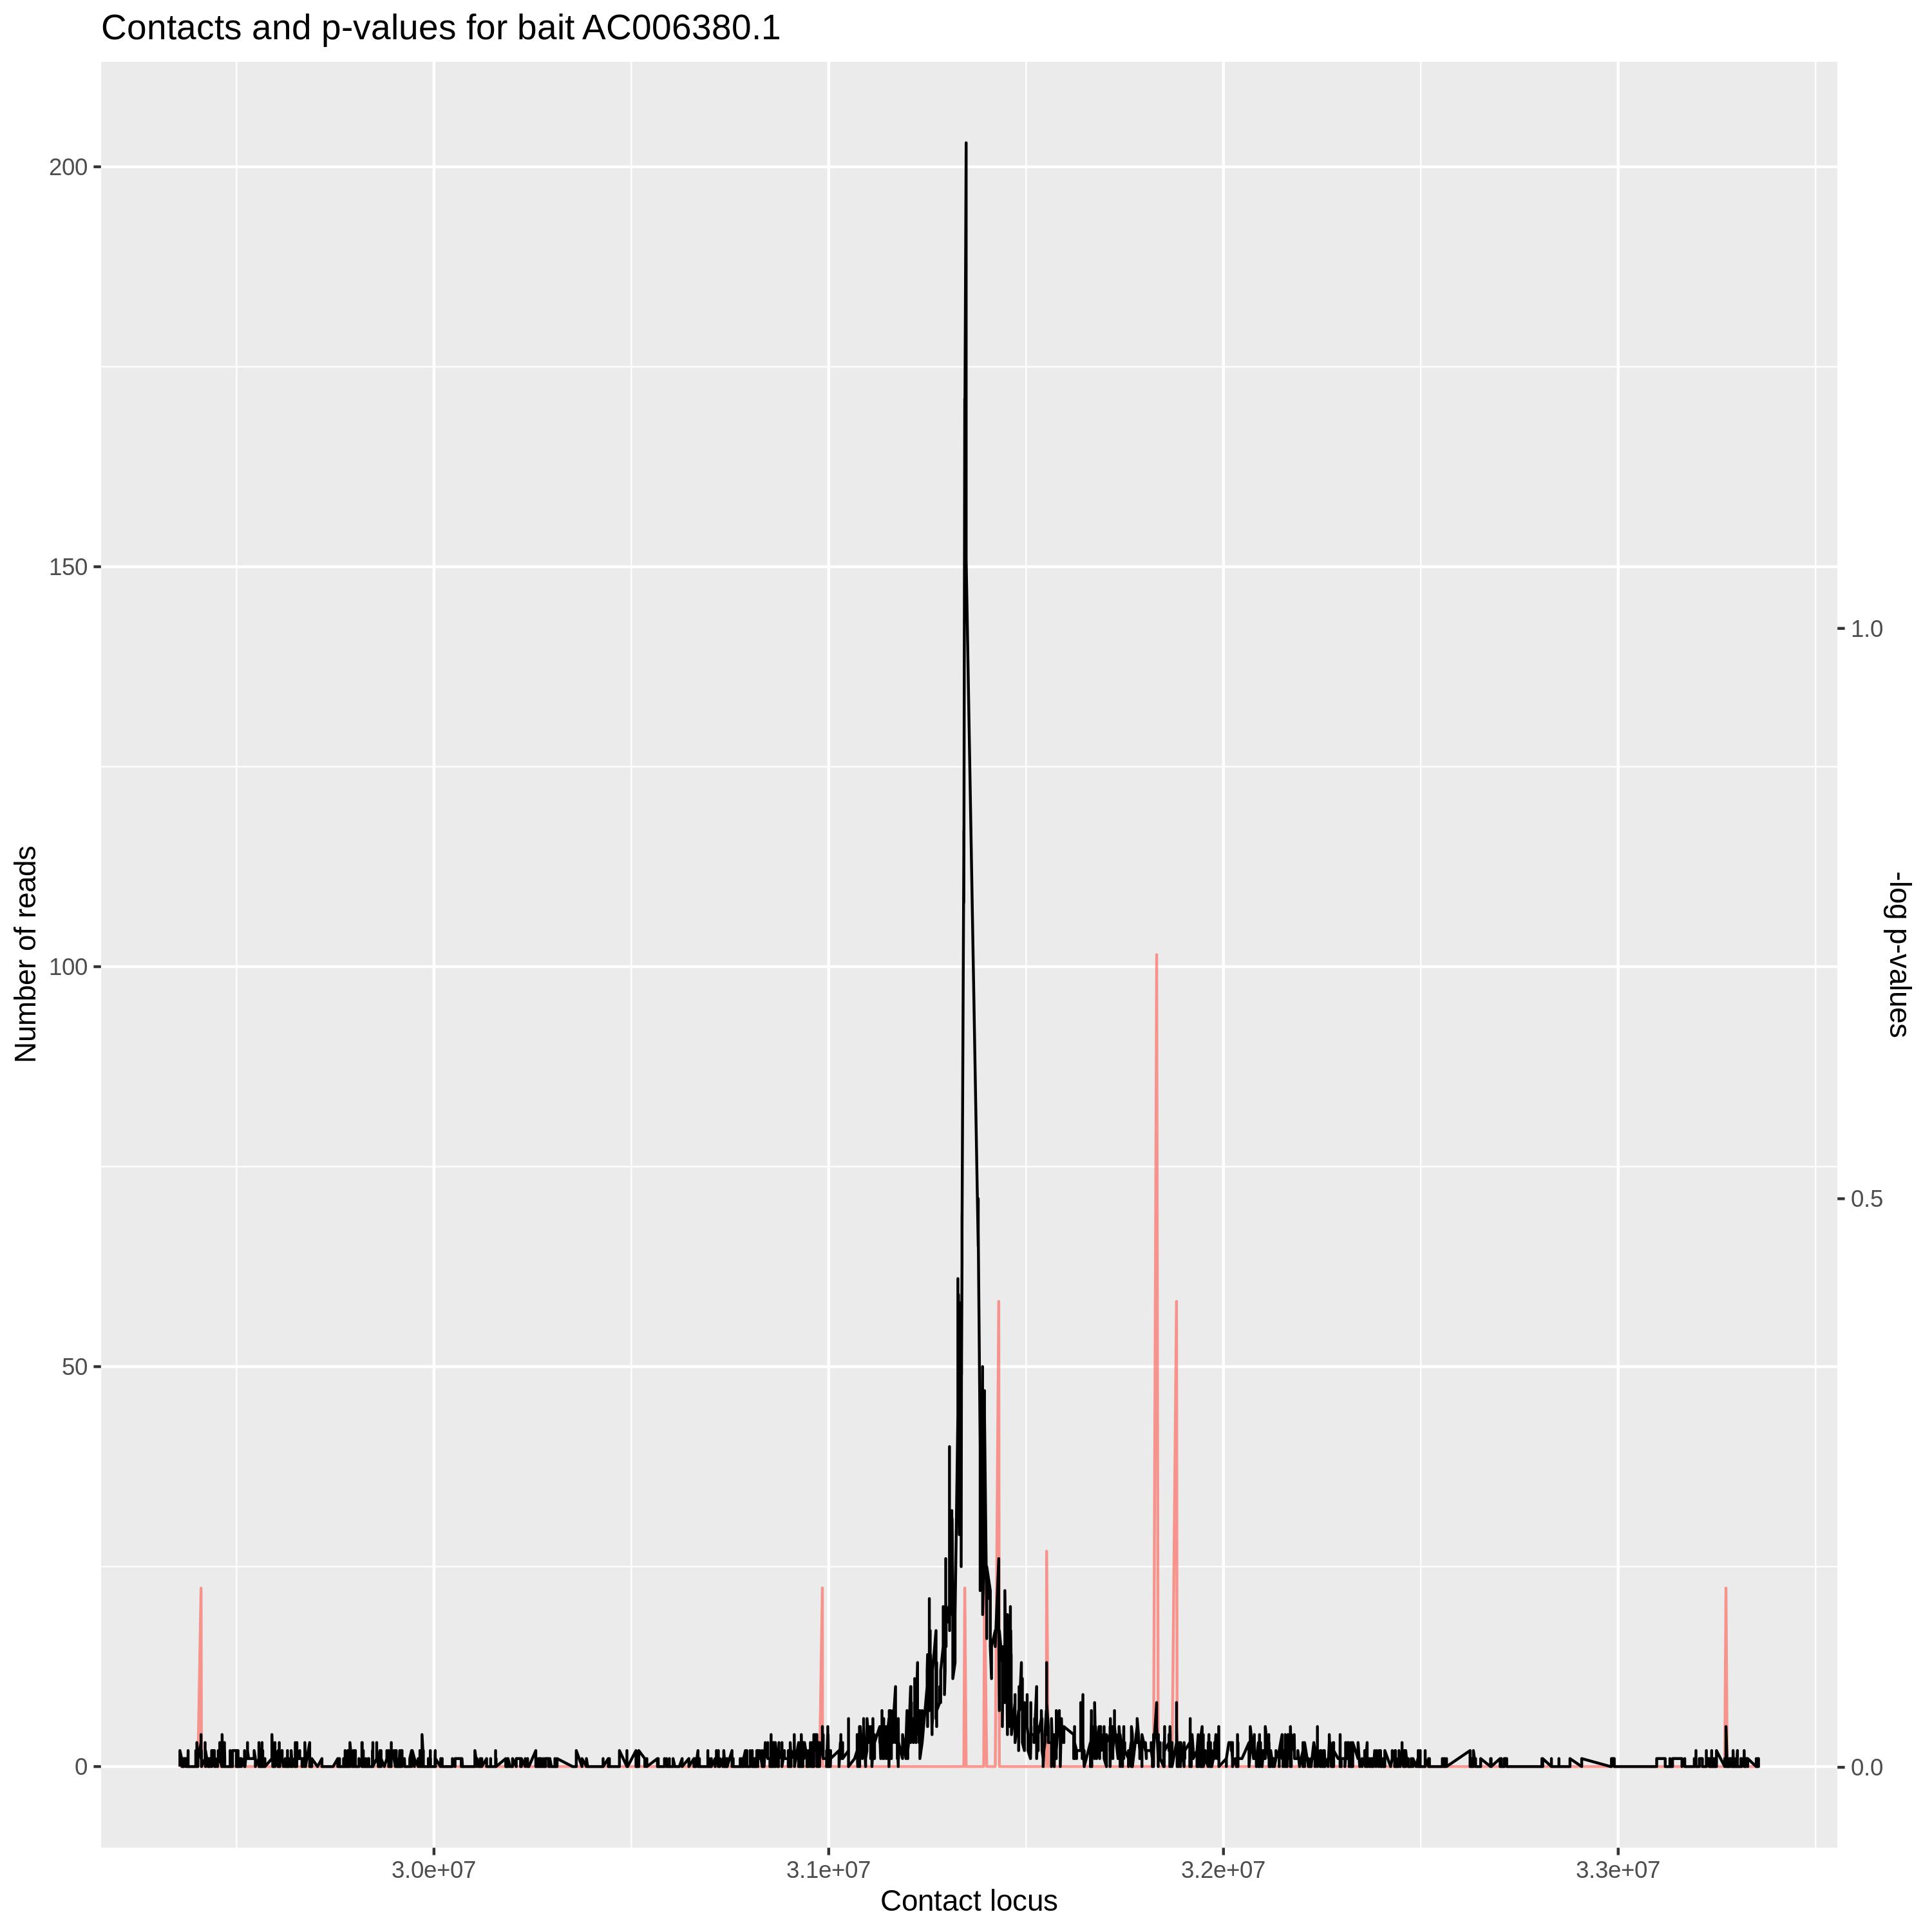 Contacts and p-values for bait AC006380.1
200
150
100
50
0
Number of reads
1.0
0.5
0.0
-log p-values
3.0e+07
3.1e+07
3.2e+07
3.3e+07
Contact locus